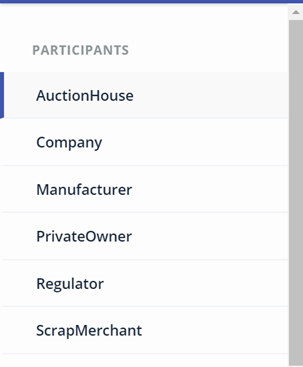 PARTICIPANTS
AuctionHouse
Company
Manufacturer
PrivateOwner
Regulator
ScrapMerchant